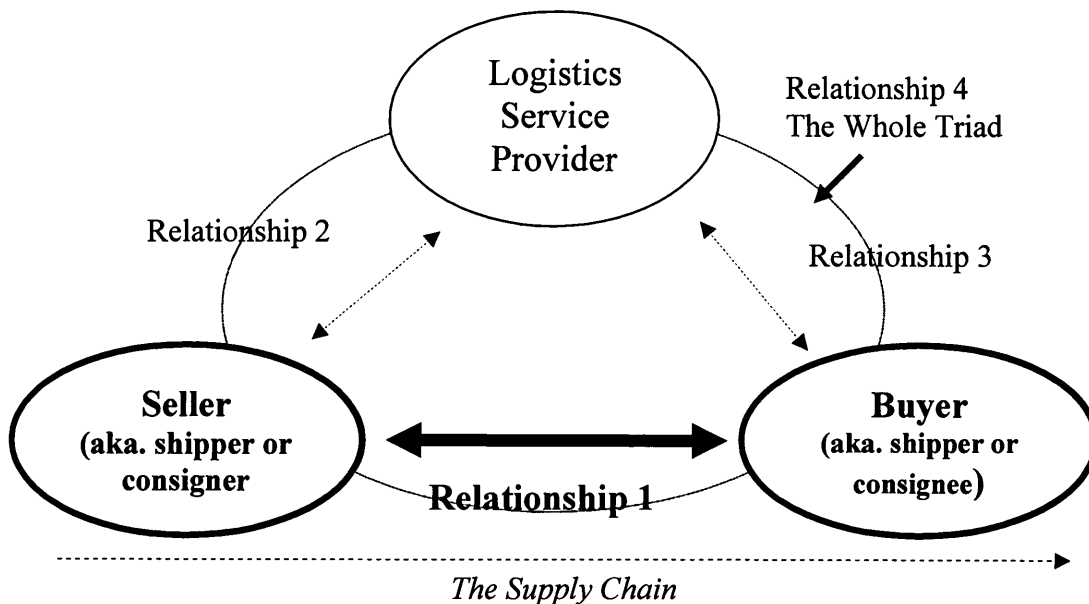 Logistics
Service
Provider
Relationship 4
The Whole Triad
Relationship 2
Relationship 3
Seller
(aka. shipper or
consigner
Buyer
(aka. shipper or
consignee)
Relationship 1
The Supply Chain